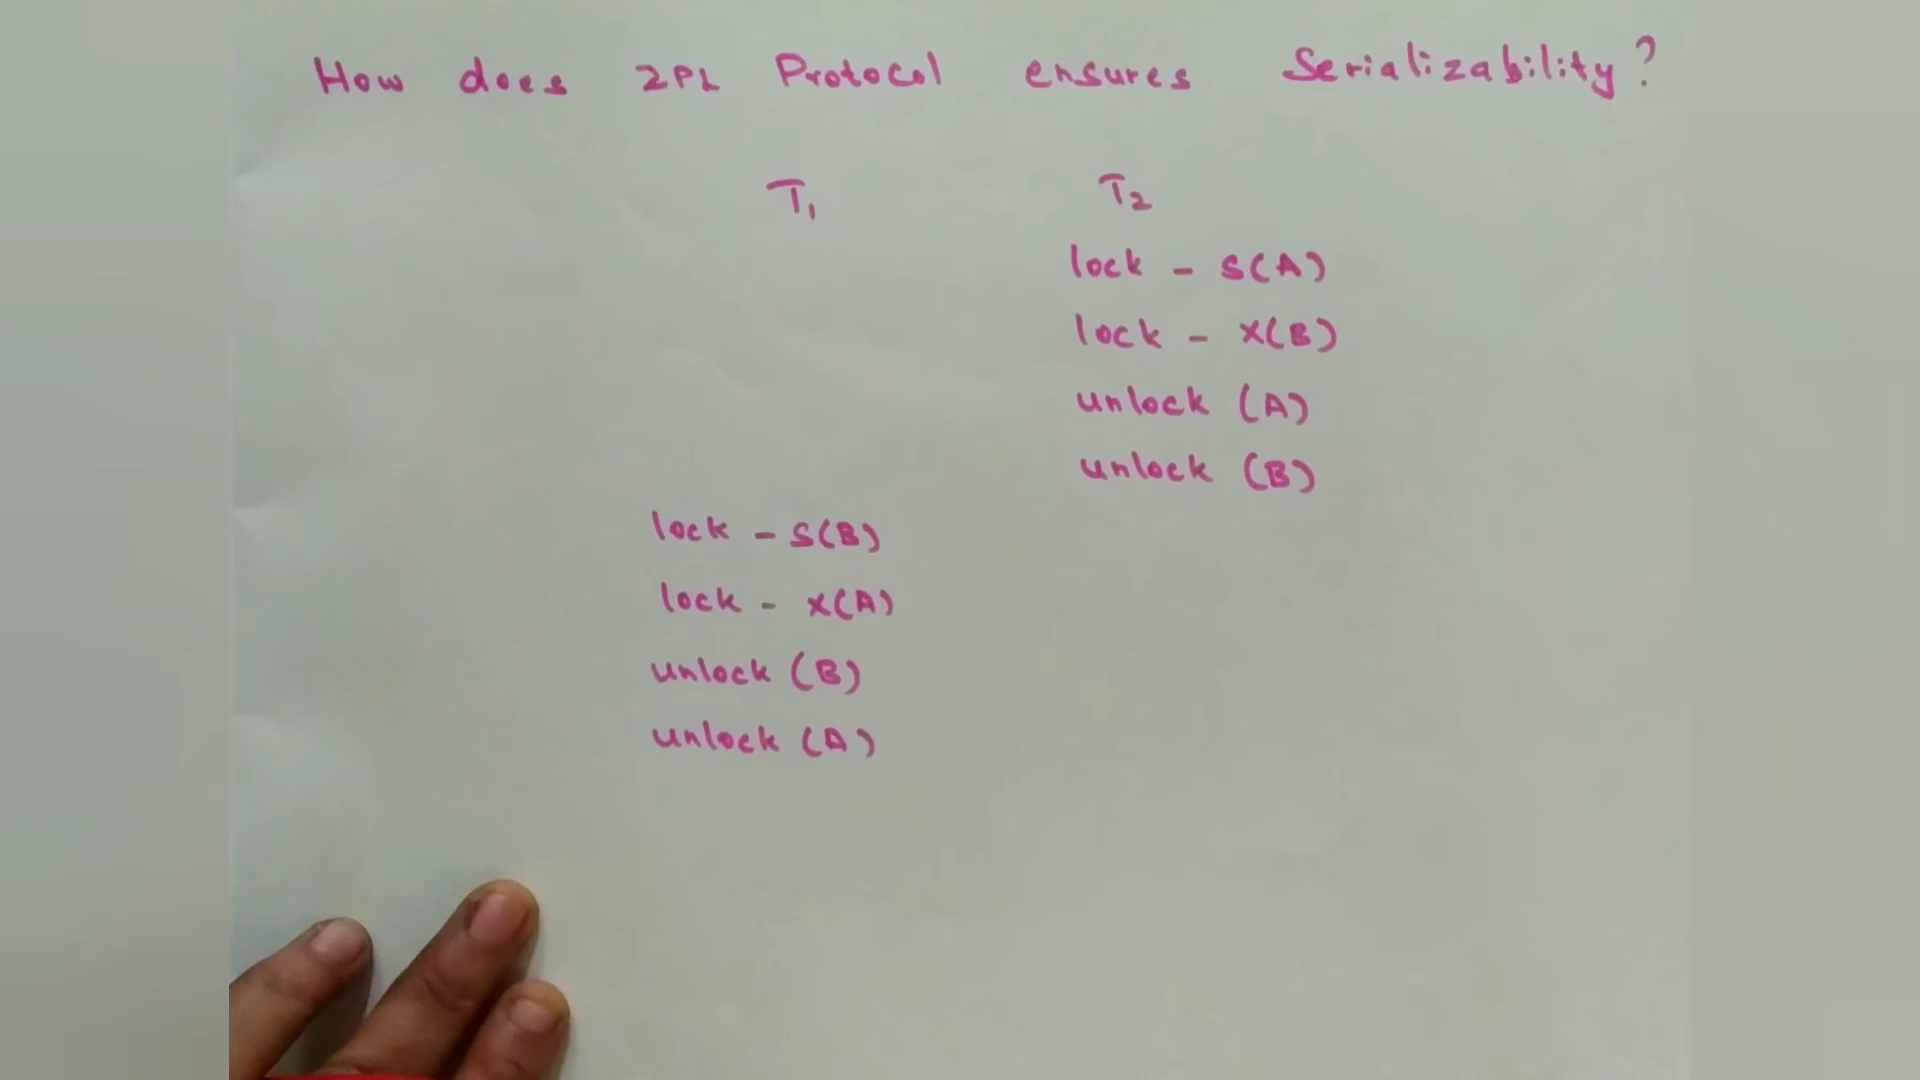 How does 2PL Protocol ensures Serializability?
T1 T2
lock - S(A)
lock - X(B)
unlock (A)
unlock (B)
lock - S(B)
lock - X(A)
unlock (B)
unlock (A)